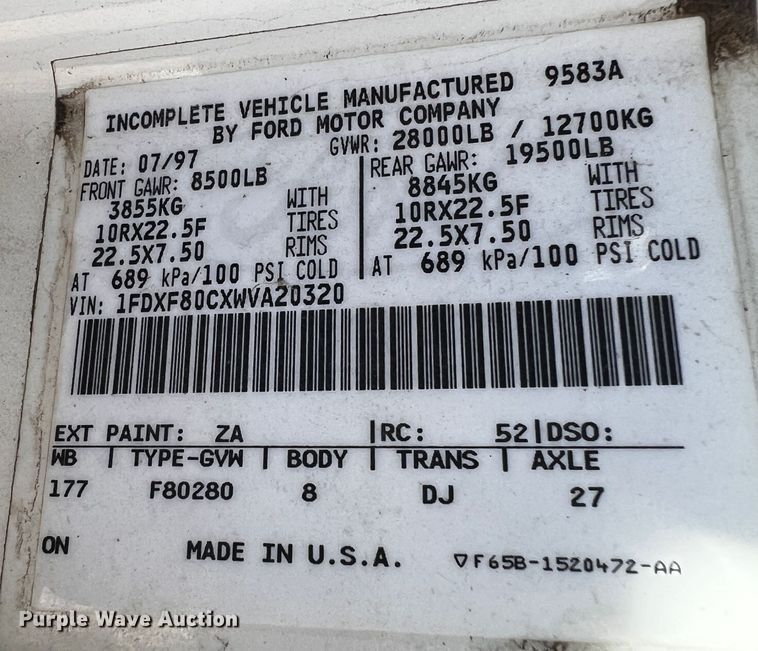 INCOMPLETE VEHICLE MANUFACTURED 9583A
BY FORD MOTOR COMPANY
DATE: 07/97 GVWR: 28000LB / 12700KG
FRONT GAWR: 8500LB REAR GAWR: 19500LB
3855KG WITH 8845KG WITH
10RX22.5F TIRES 10RX22.5F TIRES
22.5X7.50 RIMS 22.5X7.50 RIMS
AT 689 kPa/100 PSI COLD AT 689 kPa/100 PSI COLD
VIN: 1FDXF80CXWVA20320
EXT PAINT: ZA |RC: 52|DSO:
WB | TYPE-GVW | BODY | TRANS | AXLE
177 F80280 8 DJ 27
ON MADE IN U.S.A. ▽F65B-1520472-AA
Purple Wave Auction